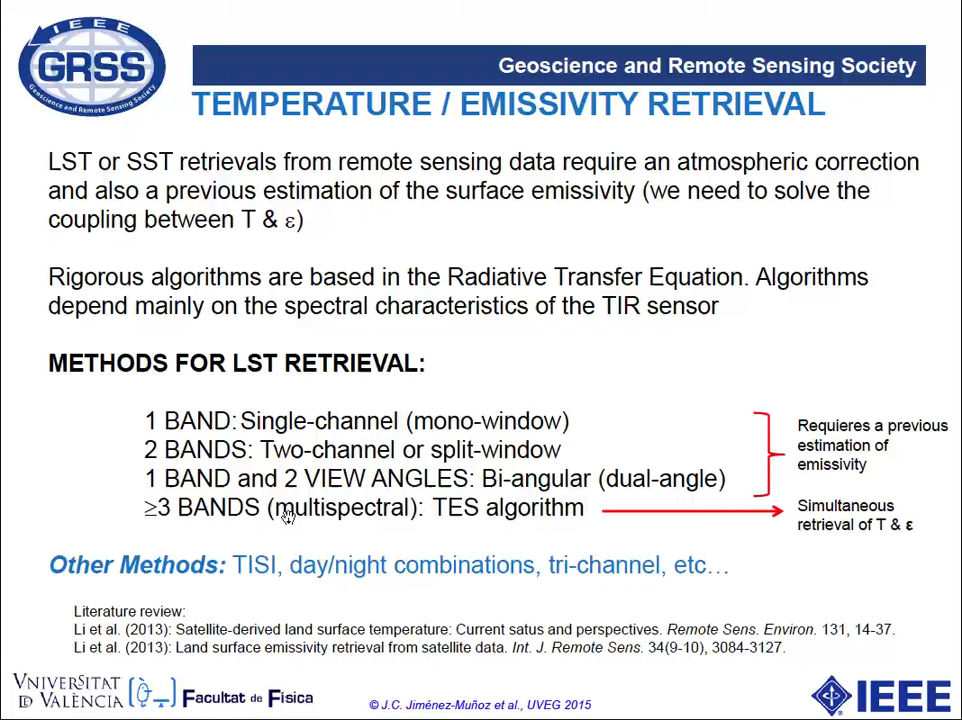 IEEE
GRSS
Geoscience and Remote Sensing Society
Geoscience and Remote Sensing Society
TEMPERATURE / EMISSIVITY RETRIEVAL
LST or SST retrievals from remote sensing data require an atmospheric correction
and also a previous estimation of the surface emissivity (we need to solve the
coupling between T & ε)
Rigorous algorithms are based in the Radiative Transfer Equation. Algorithms
depend mainly on the spectral characteristics of the TIR sensor
METHODS FOR LST RETRIEVAL:
1 BAND: Single-channel (mono-window)
2 BANDS: Two-channel or split-window
1 BAND and 2 VIEW ANGLES: Bi-angular (dual-angle)
≥3 BANDS (multispectral): TES algorithm
Requieres a previous
estimation of
emissivity
Simultaneous
retrieval of T & ε
Other Methods: TISI, day/night combinations, tri-channel, etc…
Literature review:
Li et al. (2013): Satellite-derived land surface temperature: Current satus and perspectives. Remote Sens. Environ. 131, 14-37.
Li et al. (2013): Land surface emissivity retrieval from satellite data. Int. J. Remote Sens. 34(9-10), 3084-3127.
VNIVERSITAT
DE VALÈNCIA
Facultat de Física
© J.C. Jiménez-Muñoz et al., UVEG 2015
IEEE